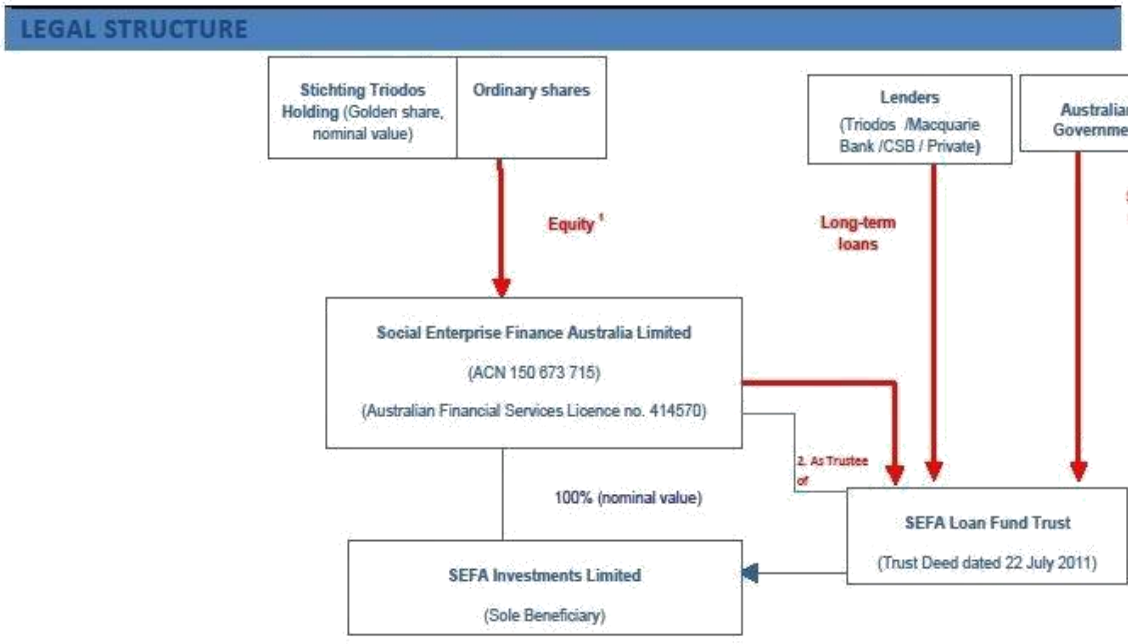 LEGAL STRUCTURE
Stichting Triodos
Holding (Golden share,
nominal value)
Ordinary shares
Lenders
(Triodos /Macquarie
Bank /CSB / Private)
Australian
Governme
Equity 1
Long-term
loans
Social Enterprise Finance Australia Limited
(ACN 150 673 715)
(Australian Financial Services Licence no. 414570)
2. As Trustee
of
100% (nominal value)
SEFA Loan Fund Trust
(Trust Deed dated 22 July 2011)
SEFA Investments Limited
(Sole Beneficiary)